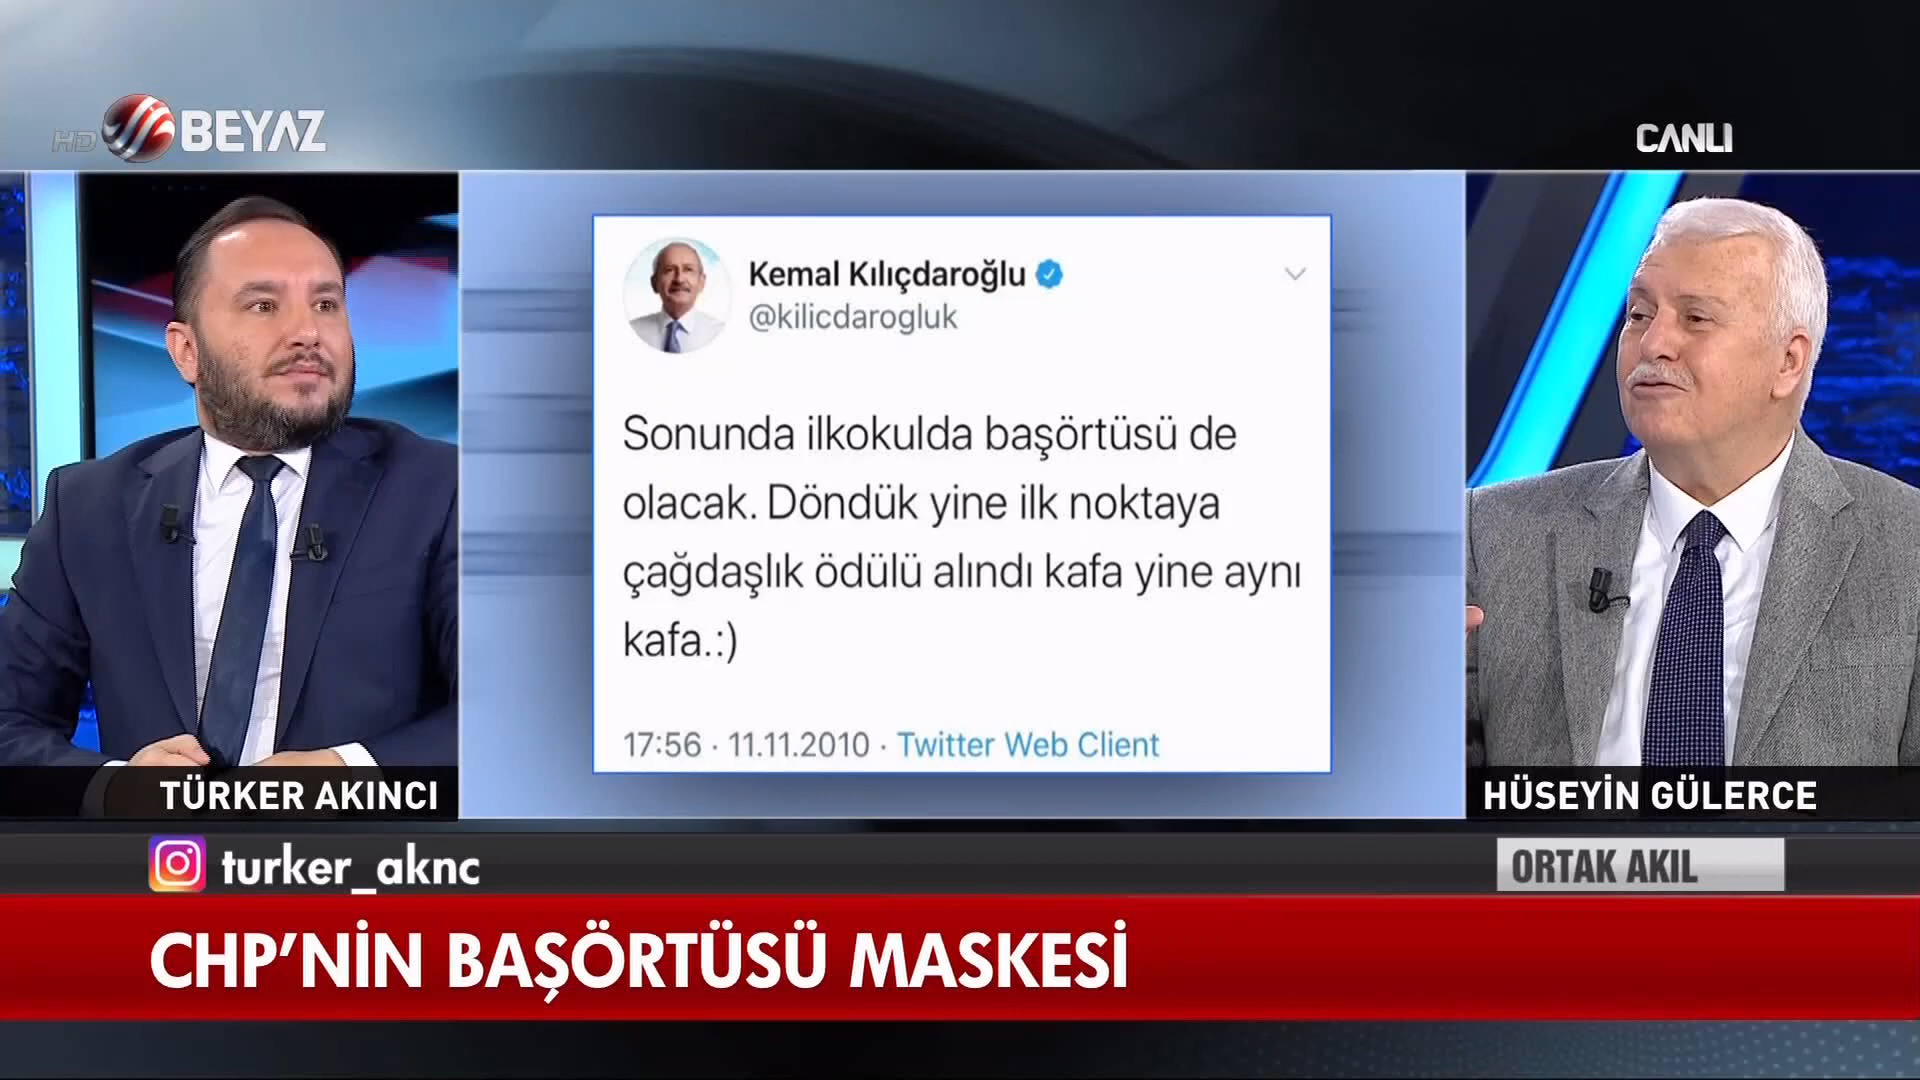 HD BEYAZ
CANLI
Kemal Kılıçdaroğlu
@kilicdarogluk
Sonunda ilkokulda başörtüsü de
olacak. Döndük yine ilk noktaya
çağdaşlık ödülü alındı kafa yine aynı
kafa.:)
17:56 · 11.11.2010 · Twitter Web Client
TÜRKER AKINCI
HÜSEYİN GÜLERCE
turker_aknc
ORTAK AKIL
CHP'NİN BAŞÖRTÜSÜ MASKESİ